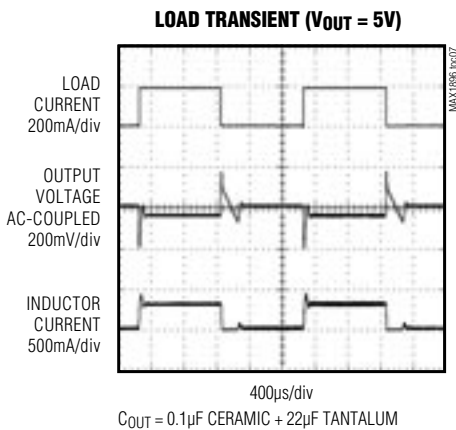 LOAD TRANSIENT (VOUT = 5V)
MAX1896 toc07
LOAD
CURRENT
200mA/div
OUTPUT
VOLTAGE
AC-COUPLED
200mV/div
INDUCTOR
CURRENT
500mA/div
400µs/div
COUT = 0.1µF CERAMIC + 22µF TANTALUM